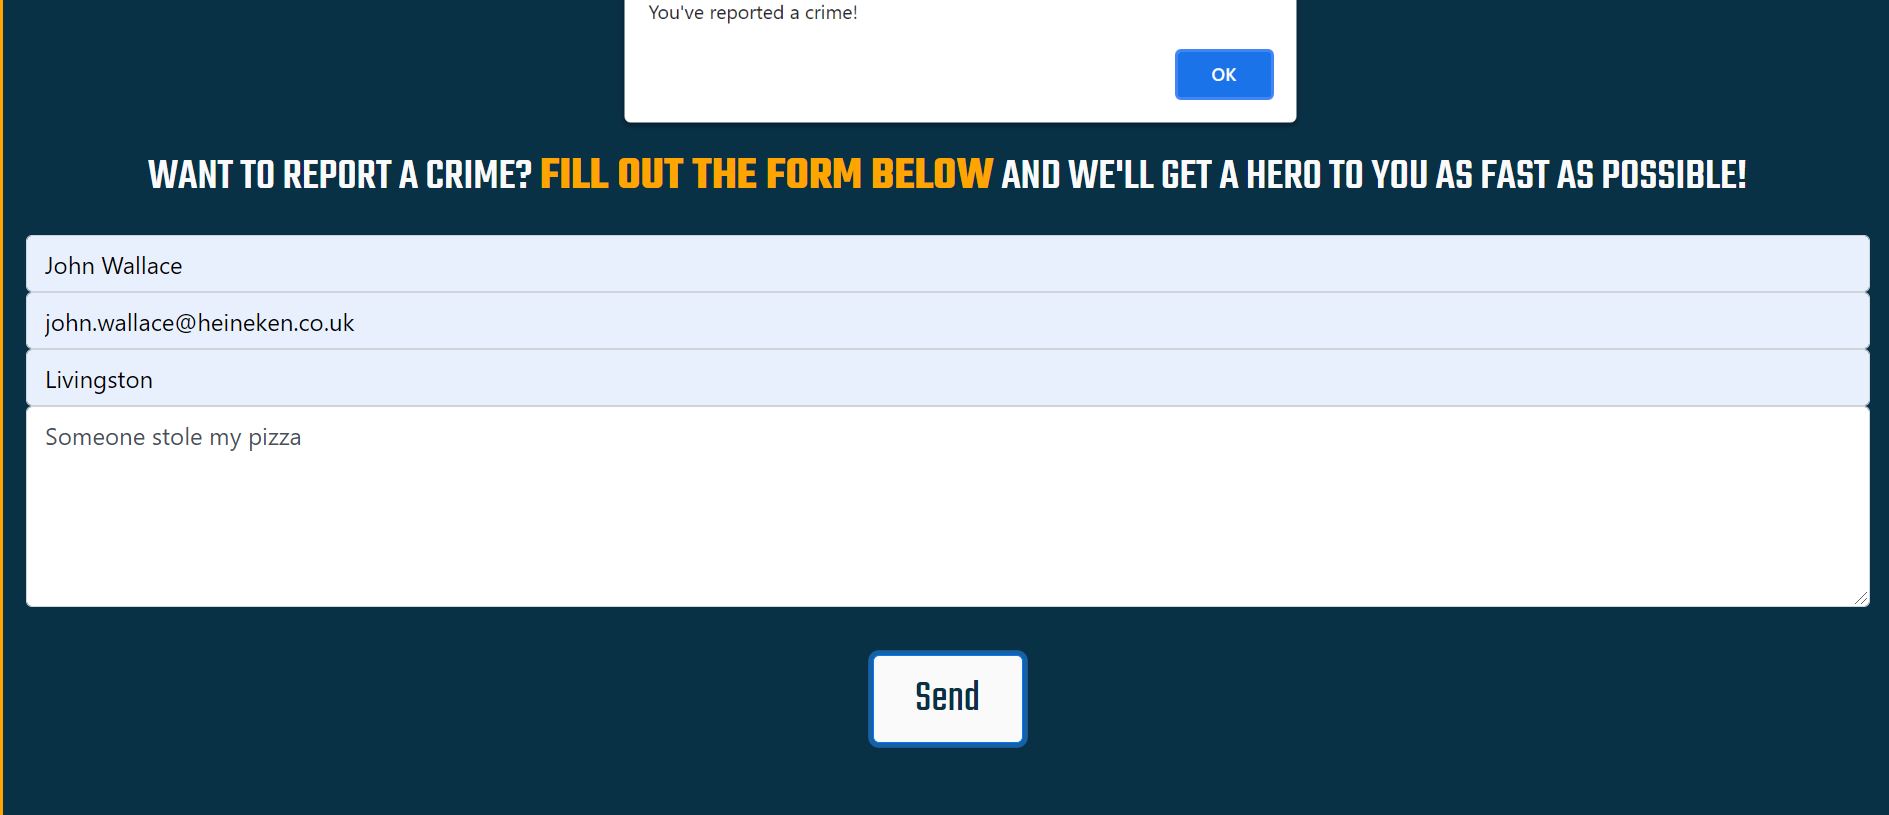 You've reported a crime!
OK
WANT TO REPORT A CRIME? FILL OUT THE FORM BELOW AND WE'LL GET A HERO TO YOU AS FAST AS POSSIBLE!
John Wallace
john.wallace@heineken.co.uk
Livingston
Someone stole my pizza
Send